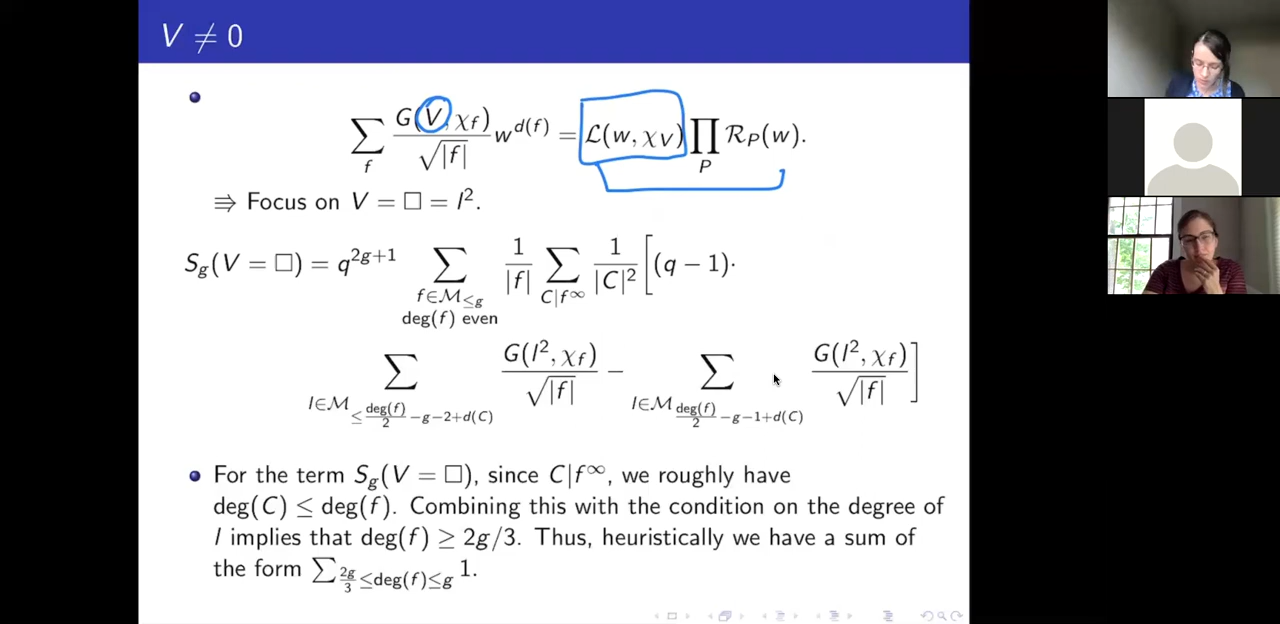 V ≠ 0
∑_f G(V, χ_f)/√|f| w^{d(f)} = ℒ(w, χ_V) ∏_P ℛ_P(w).
⇛ Focus on V = □ = l².
S_g(V = □) = q^{2g+1} ∑_{f∈ℳ_{≤g} deg(f) even} 1/|f| ∑_{C|f^∞} 1/|C|² [(q − 1)·
∑_{l∈ℳ_{≤ deg(f)/2 −g−2+d(C)}} G(l², χ_f)/√|f| − ∑_{l∈ℳ_{deg(f)/2 −g−1+d(C)}} G(l², χ_f)/√|f| ]
For the term S_g(V = □), since C|f^∞, we roughly have
deg(C) ≤ deg(f). Combining this with the condition on the degree of
l implies that deg(f) ≥ 2g/3. Thus, heuristically we have a sum of
the form ∑_{2g/3 ≤deg(f)≤g} 1.